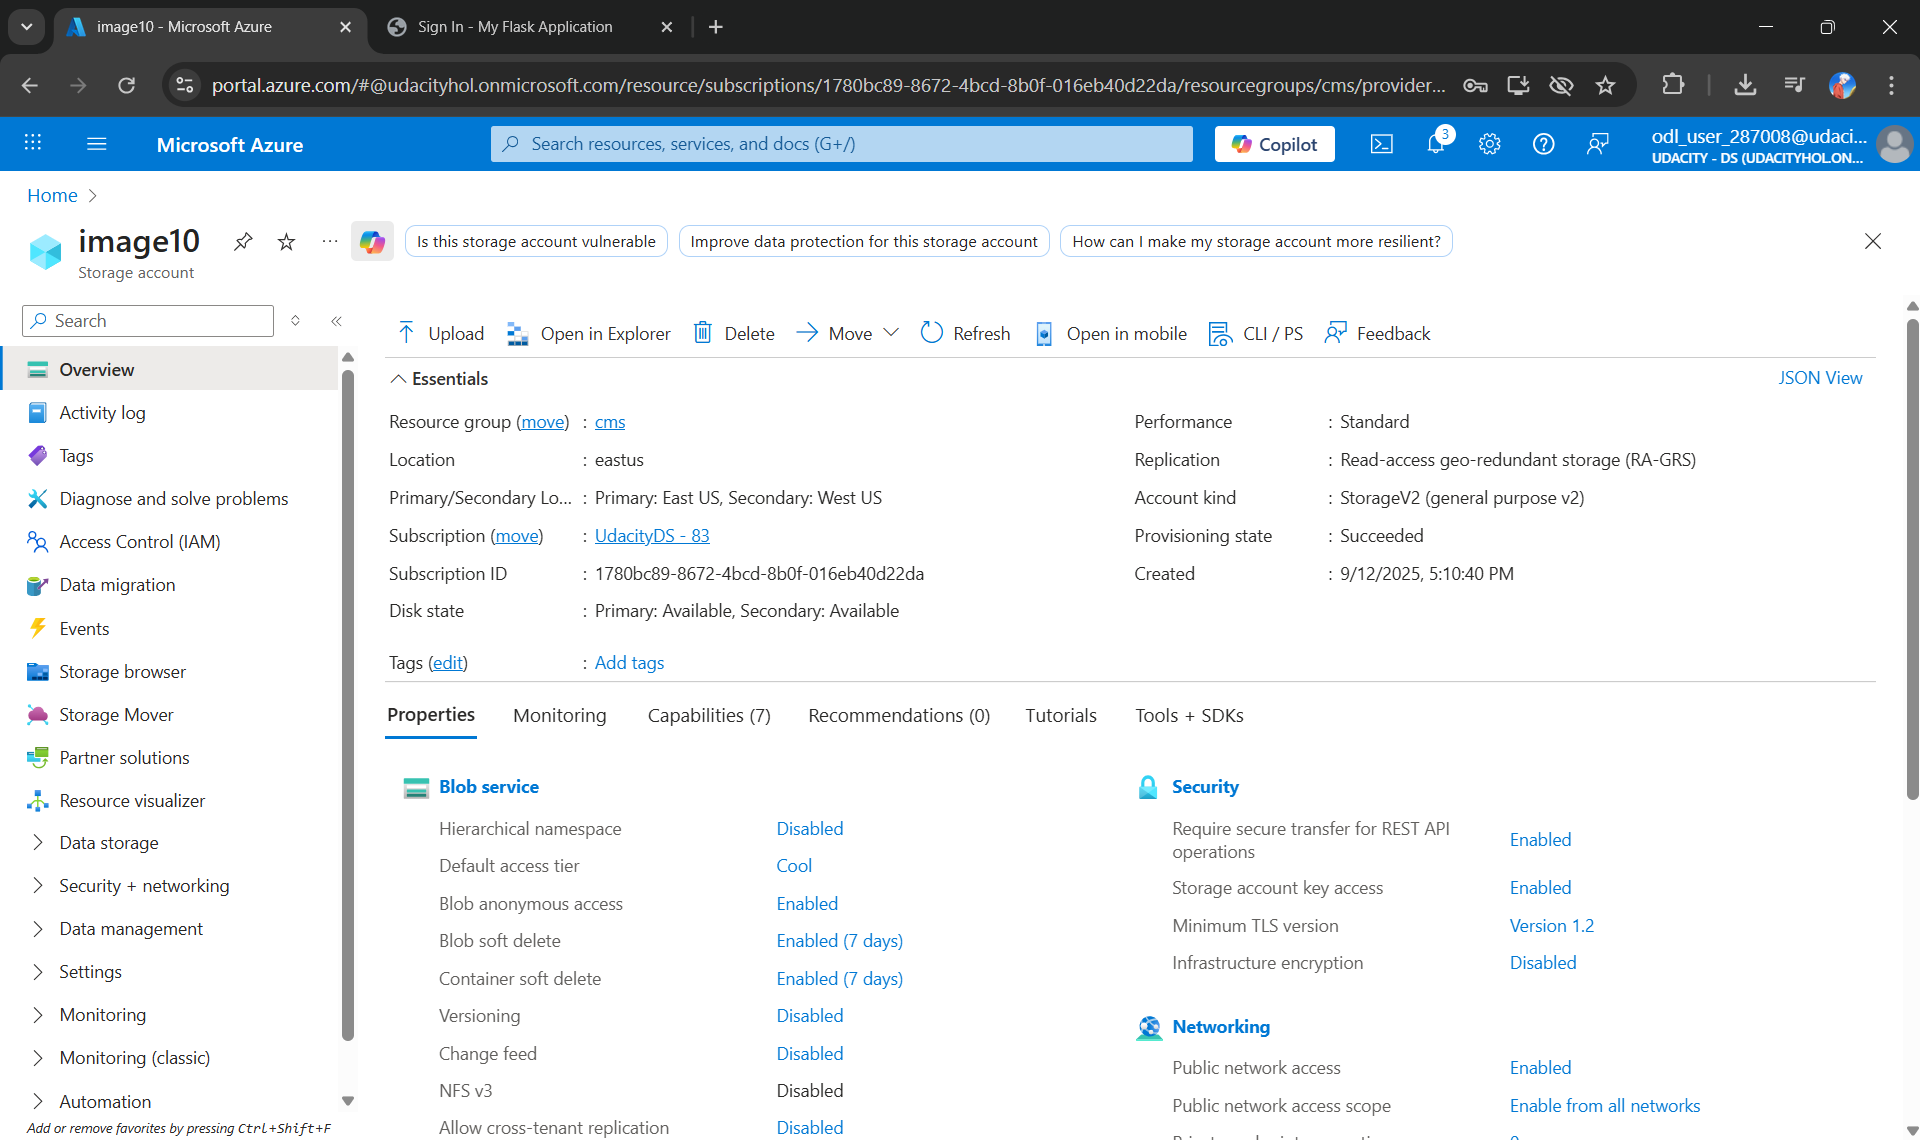 image10 - Microsoft Azure
Sign In - My Flask Application
portal.azure.com/#@udacityhol.onmicrosoft.com/resource/subscriptions/1780bc89-8672-4bcd-8b0f-016eb40d22da/resourcegroups/cms/provider...
Microsoft Azure
Search resources, services, and docs (G+/)
Copilot
3
odl_user_287008@udaci...
UDACITY - DS (UDACITYHOL.ON...
Home
image10
Storage account
Is this storage account vulnerable
Improve data protection for this storage account
How can I make my storage account more resilient?
Search
Upload
Open in Explorer
Delete
Move
Refresh
Open in mobile
CLI / PS
Feedback
Overview
Activity log
Tags
Diagnose and solve problems
Access Control (IAM)
Data migration
Events
Storage browser
Storage Mover
Partner solutions
Resource visualizer
Data storage
Security + networking
Data management
Settings
Monitoring
Monitoring (classic)
Automation
Add or remove favorites by pressing Ctrl+Shift+F
Essentials
JSON View
Resource group (move) : cms
Location : eastus
Primary/Secondary Lo... : Primary: East US, Secondary: West US
Subscription (move) : UdacityDS - 83
Subscription ID : 1780bc89-8672-4bcd-8b0f-016eb40d22da
Disk state : Primary: Available, Secondary: Available
Tags (edit) : Add tags
Performance : Standard
Replication : Read-access geo-redundant storage (RA-GRS)
Account kind : StorageV2 (general purpose v2)
Provisioning state : Succeeded
Created : 9/12/2025, 5:10:40 PM
Properties
Monitoring
Capabilities (7)
Recommendations (0)
Tutorials
Tools + SDKs
Blob service
Hierarchical namespace Disabled
Default access tier Cool
Blob anonymous access Enabled
Blob soft delete Enabled (7 days)
Container soft delete Enabled (7 days)
Versioning Disabled
Change feed Disabled
NFS v3 Disabled
Allow cross-tenant replication Disabled
Security
Require secure transfer for REST API
operations Enabled
Storage account key access Enabled
Minimum TLS version Version 1.2
Infrastructure encryption Disabled
Networking
Public network access Enabled
Public network access scope Enable from all networks